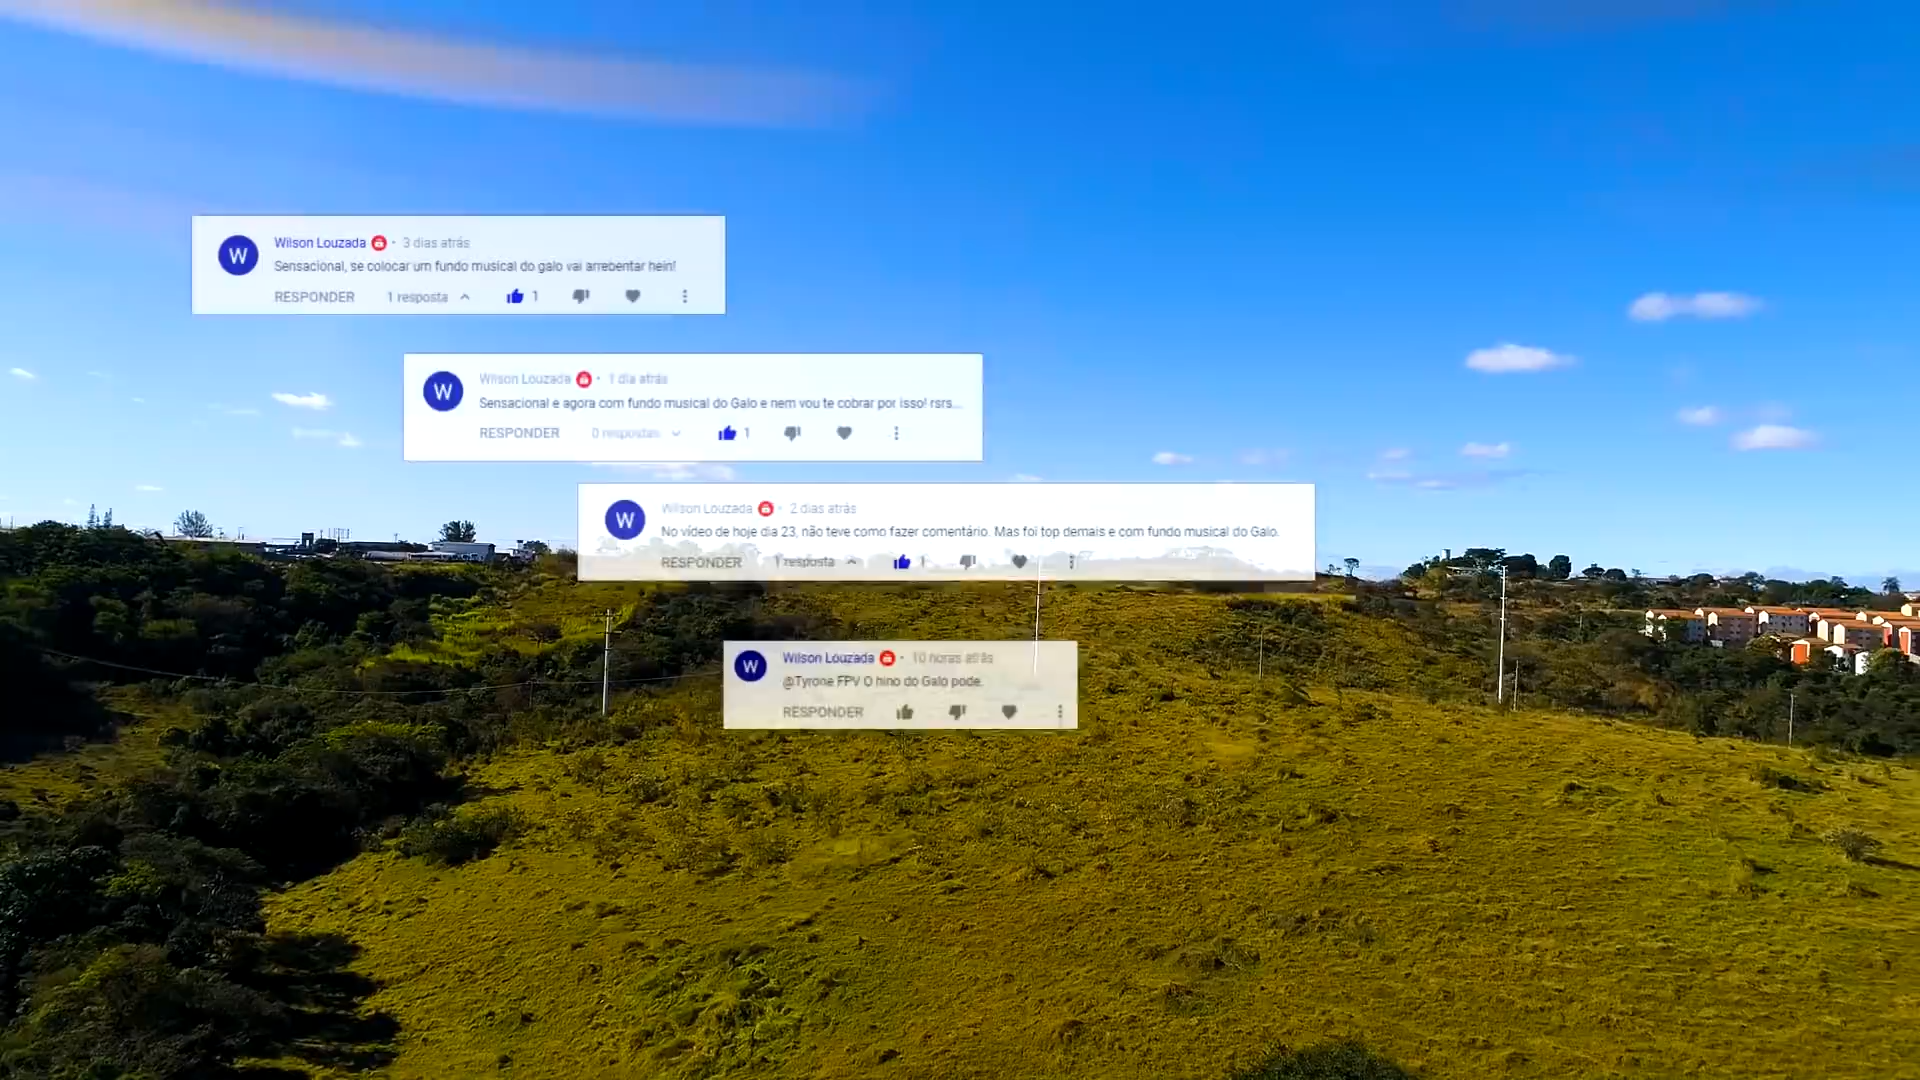 W
Wilson Louzada • 3 dias atrás
Sensacional, se colocar um fundo musical do galo vai arrebentar hein!
RESPONDER 1 resposta 1
W
Wilson Louzada • 1 dia atrás
Sensacional e agora com fundo musical do Galo e nem vou te cobrar por isso! rsrs...
RESPONDER 0 respostas 1
W
Wilson Louzada • 2 dias atrás
No vídeo de hoje dia 23, não teve como fazer comentário. Mas foi top demais e com fundo musical do Galo.
RESPONDER 1 resposta 1
W
Wilson Louzada • 10 horas atrás
@Tyrone FPV O hino do Galo pode.
RESPONDER